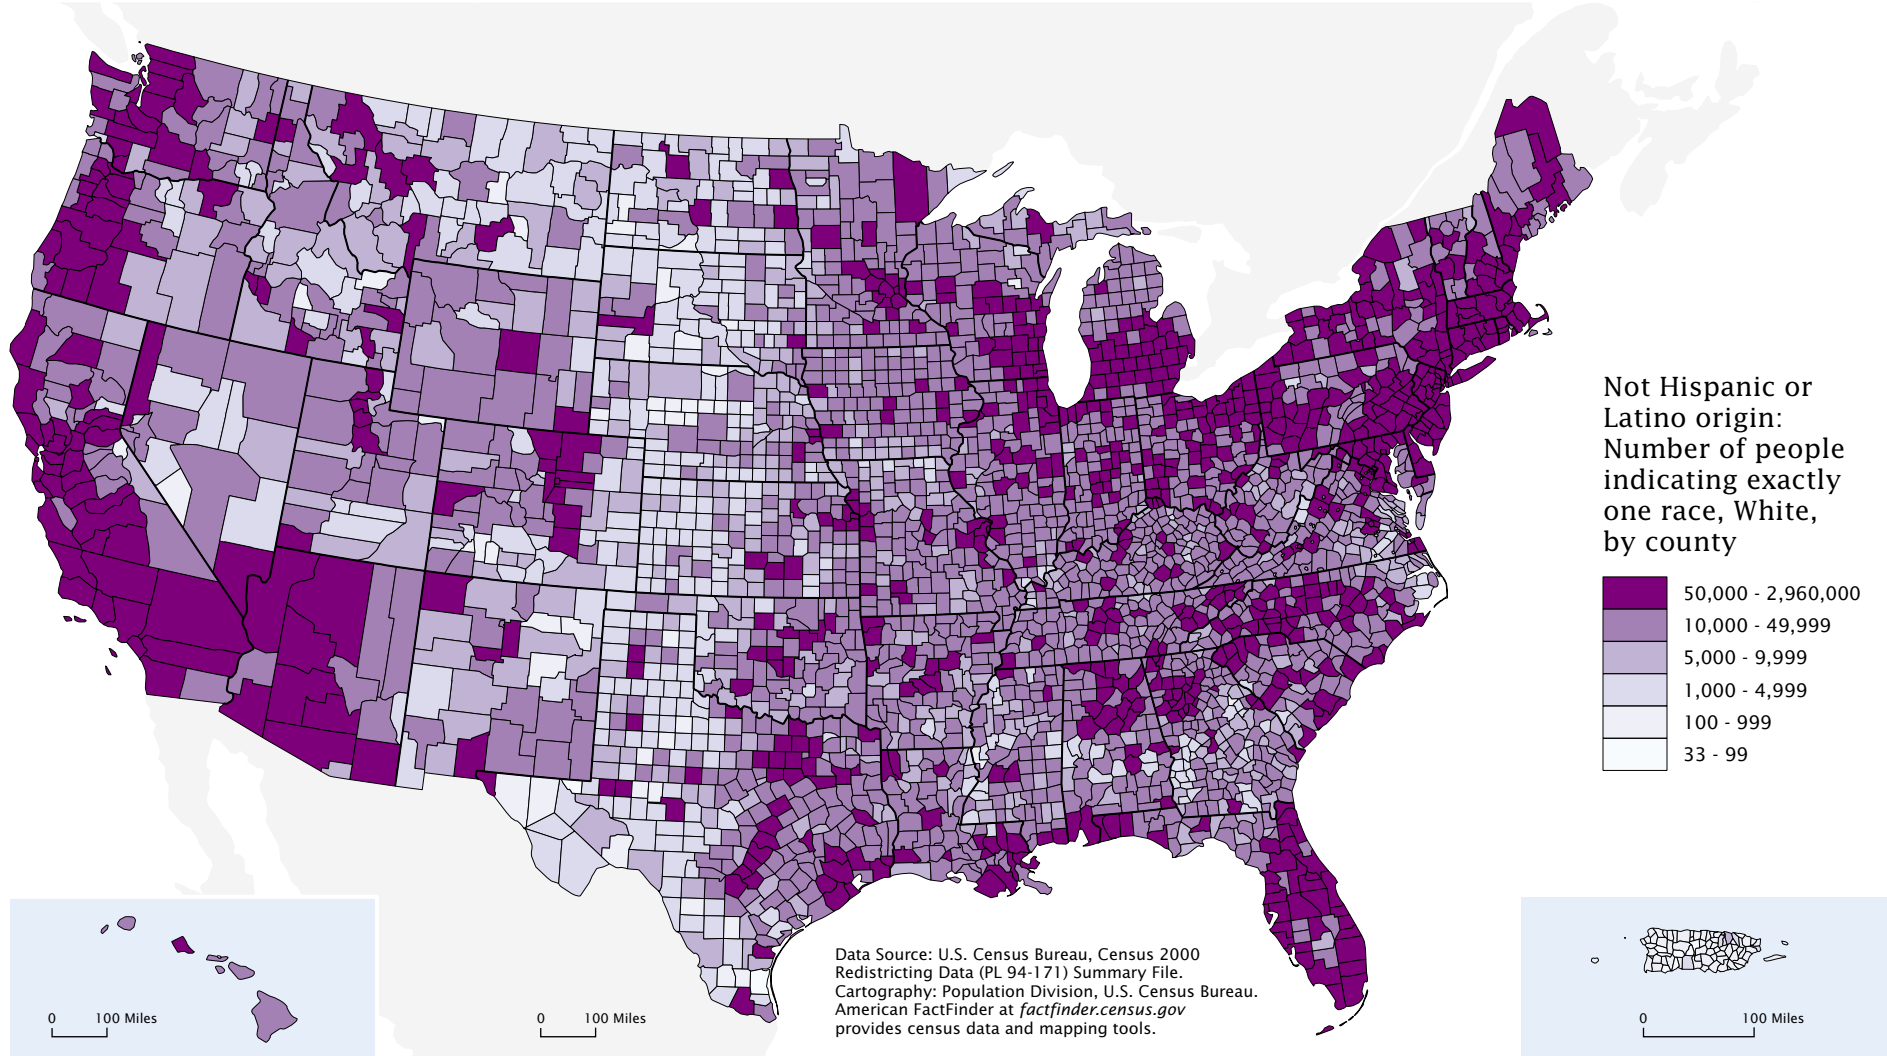 Not Hispanic or
Latino origin:
Number of people
indicating exactly
one race, White,
by county
50,000 - 2,960,000
10,000 - 49,999
5,000 - 9,999
1,000 - 4,999
100 - 999
33 - 99
Data Source: U.S. Census Bureau, Census 2000
Redistricting Data (PL 94-171) Summary File.
Cartography: Population Division, U.S. Census Bureau.
American FactFinder at factfinder.census.gov
provides census data and mapping tools.
0 100 Miles
0 100 Miles
0 100 Miles